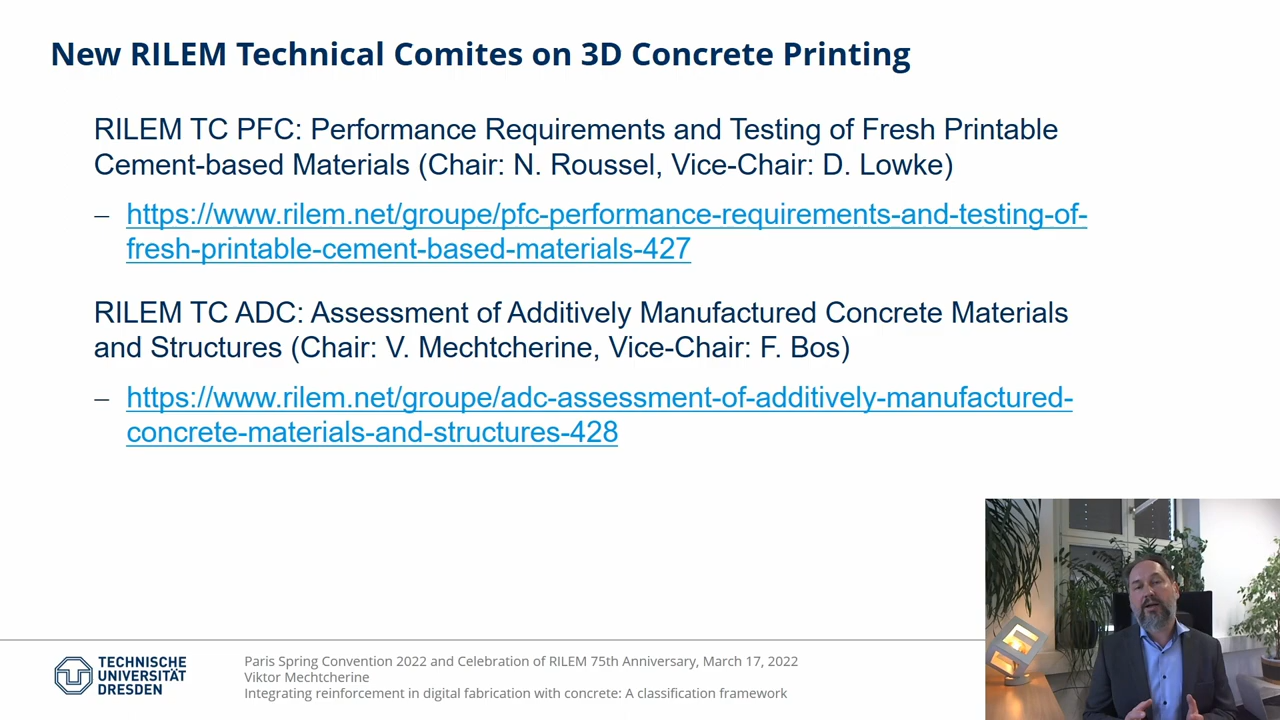 New RILEM Technical Comites on 3D Concrete Printing
RILEM TC PFC: Performance Requirements and Testing of Fresh Printable
Cement-based Materials (Chair: N. Roussel, Vice-Chair: D. Lowke)
– https://www.rilem.net/groupe/pfc-performance-requirements-and-testing-of-
fresh-printable-cement-based-materials-427
RILEM TC ADC: Assessment of Additively Manufactured Concrete Materials
and Structures (Chair: V. Mechtcherine, Vice-Chair: F. Bos)
– https://www.rilem.net/groupe/adc-assessment-of-additively-manufactured-
concrete-materials-and-structures-428
TECHNISCHE
UNIVERSITÄT
DRESDEN
Paris Spring Convention 2022 and Celebration of RILEM 75th Anniversary, March 17, 2022
Viktor Mechtcherine
Integrating reinforcement in digital fabrication with concrete: A classification framework